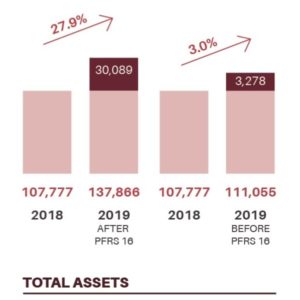 27.9%
3.0%
30,089
3,278
107,777 137,866 107,777 111,055
2018 2019 2018 2019
AFTER BEFORE
PFRS 16 PFRS 16
TOTAL ASSETS